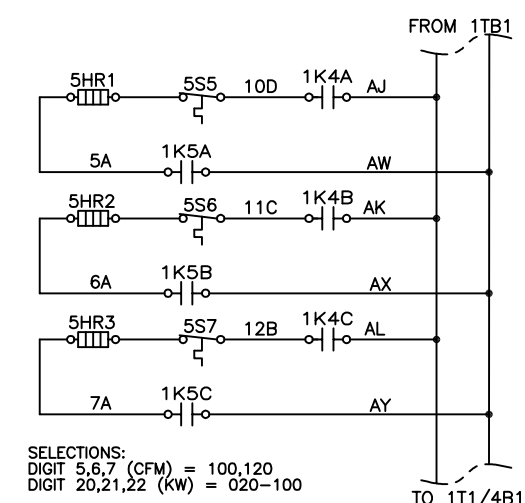 FROM 1TB1
5HR1 5S5 10D 1K4A AJ
5A 1K5A AW
5HR2 5S6 11C 1K4B AK
6A 1K5B AX
5HR3 5S7 12B 1K4C AL
7A 1K5C AY
SELECTIONS:
DIGIT 5,6,7 (CFM) = 100,120
DIGIT 20,21,22 (KW) = 020-100
TO 1T1/4B1